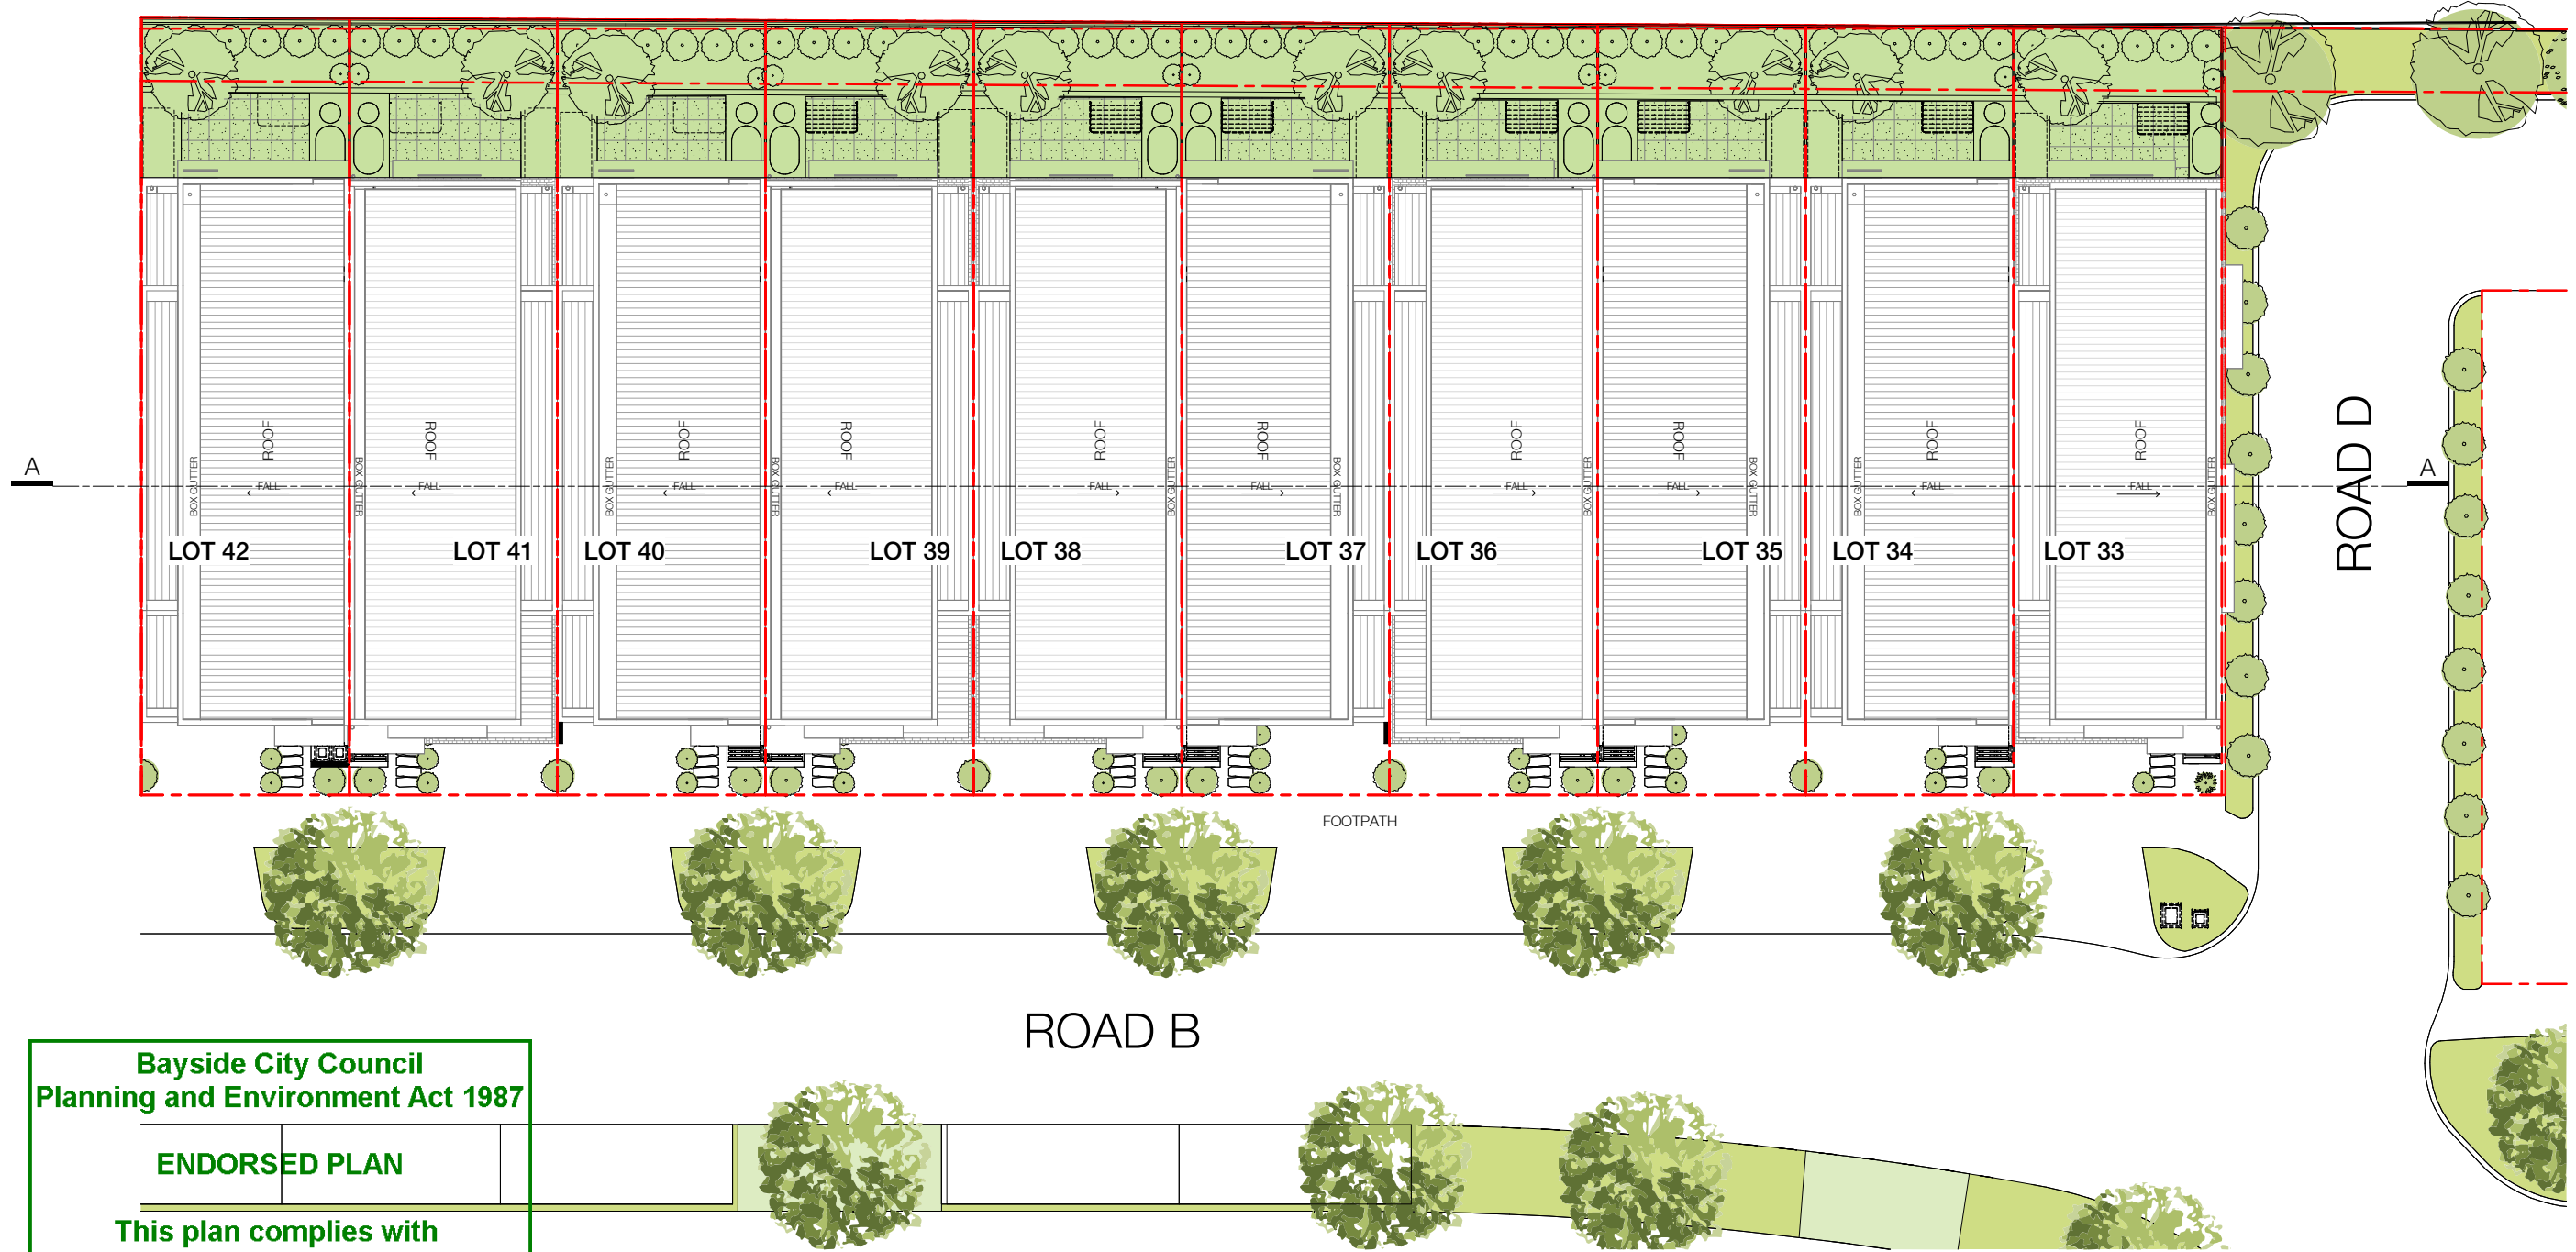 ROOF
ROOF
ROOF
ROOF
ROOF
ROOF
ROOF
ROOF
ROOF
ROOF
ROAD D
A
BOX GUTTER
BOX GUTTER
BOX GUTTER
BOX GUTTER
BOX GUTTER
BOX GUTTER
BOX GUTTER
BOX GUTTER
BOX GUTTER
BOX GUTTER
A
FALL
FALL
FALL
FALL
FALL
FALL
FALL
FALL
FALL
FALL
LOT 42
LOT 41
LOT 40
LOT 39
LOT 38
LOT 37
LOT 36
LOT 35
LOT 34
LOT 33
FOOTPATH
ROAD B
Bayside City Council
Planning and Environment Act 1987
ENDORSED PLAN
This plan complies with